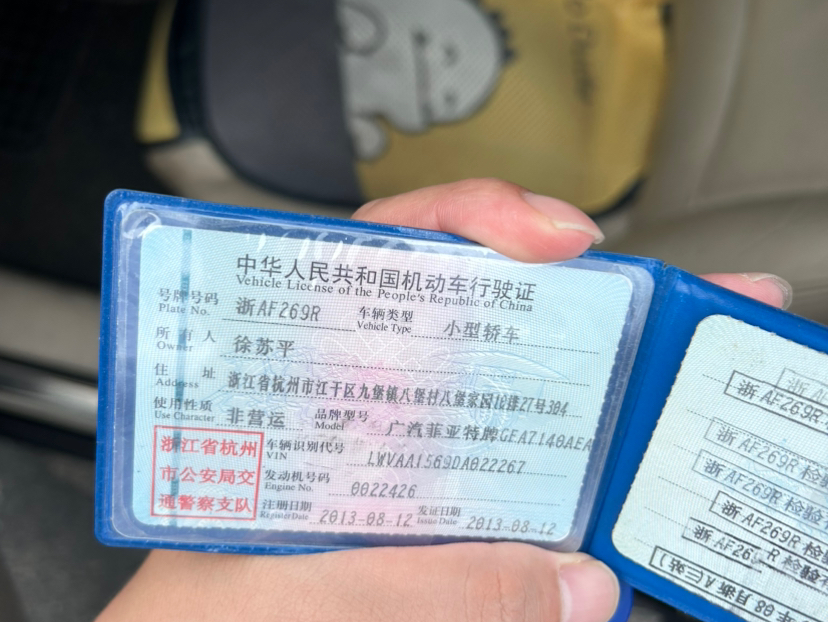 中华人民共和国机动车行驶证
Vehicle License of the People's Republic of China
号牌号码 浙AF269R 车辆类型 小型轿车
Plate No. Vehicle Type
所有人 徐苏平
Owner
住址 浙江省杭州市江干区九堡镇八堡村八堡家园10排27号304
Address
使用性质 非营运 品牌型号 广汽菲亚特牌GEA7140AEA
Use Character Model
浙江省杭州
市公安局交
通警察支队
车辆识别代号 LWVAA1569DA022267
VIN
发动机号码 0022426
Engine No.
注册日期 2013-08-12 发证日期 2013-08-12
Register Date Issue Date
浙AF269R
浙AF269R 检验
浙AF269R 检验
浙AF269R 检验
R 检验